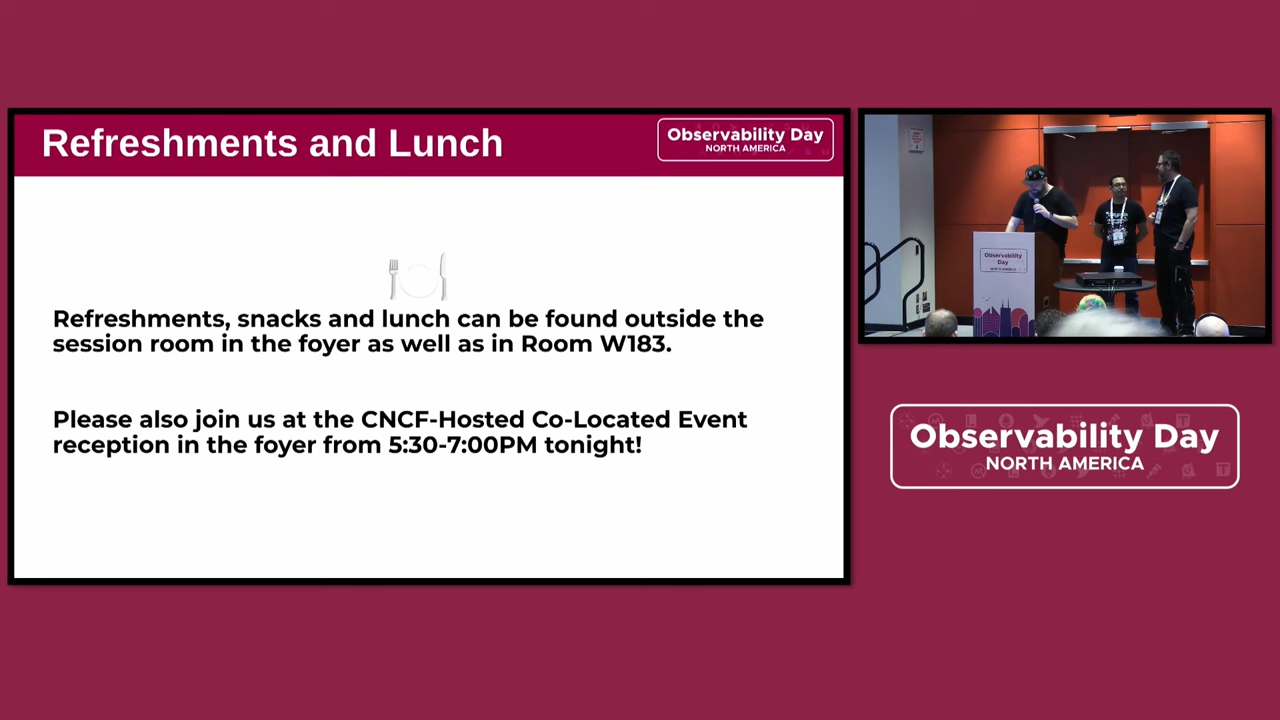 Refreshments and Lunch
Observability Day
NORTH AMERICA
Refreshments, snacks and lunch can be found outside the
session room in the foyer as well as in Room W183.
Please also join us at the CNCF-Hosted Co-Located Event
reception in the foyer from 5:30-7:00PM tonight!
Observability
Day
NORTH AMERICA
Observability Day
NORTH AMERICA